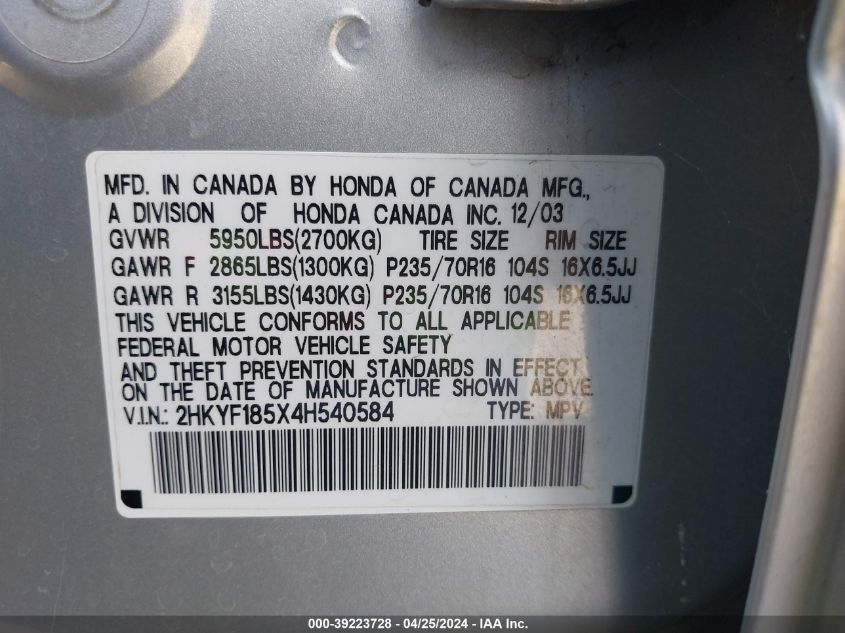 MFD. IN CANADA BY HONDA OF CANADA MFG.,
A DIVISION OF HONDA CANADA INC. 12/03
GVWR 5950LBS(2700KG) TIRE SIZE RIM SIZE
GAWR F 2865LBS(1300KG) P235/70R16 104S 16X6.5JJ
GAWR R 3155LBS(1430KG) P235/70R16 104S 16X6.5JJ
THIS VEHICLE CONFORMS TO ALL APPLICABLE
FEDERAL MOTOR VEHICLE SAFETY
AND THEFT PREVENTION STANDARDS IN EFFECT
ON THE DATE OF MANUFACTURE SHOWN ABOVE.
V.I.N.: 2HKYF185X4H540584 TYPE: MPV
000-39223728 - 04/25/2024 - IAAI Inc.